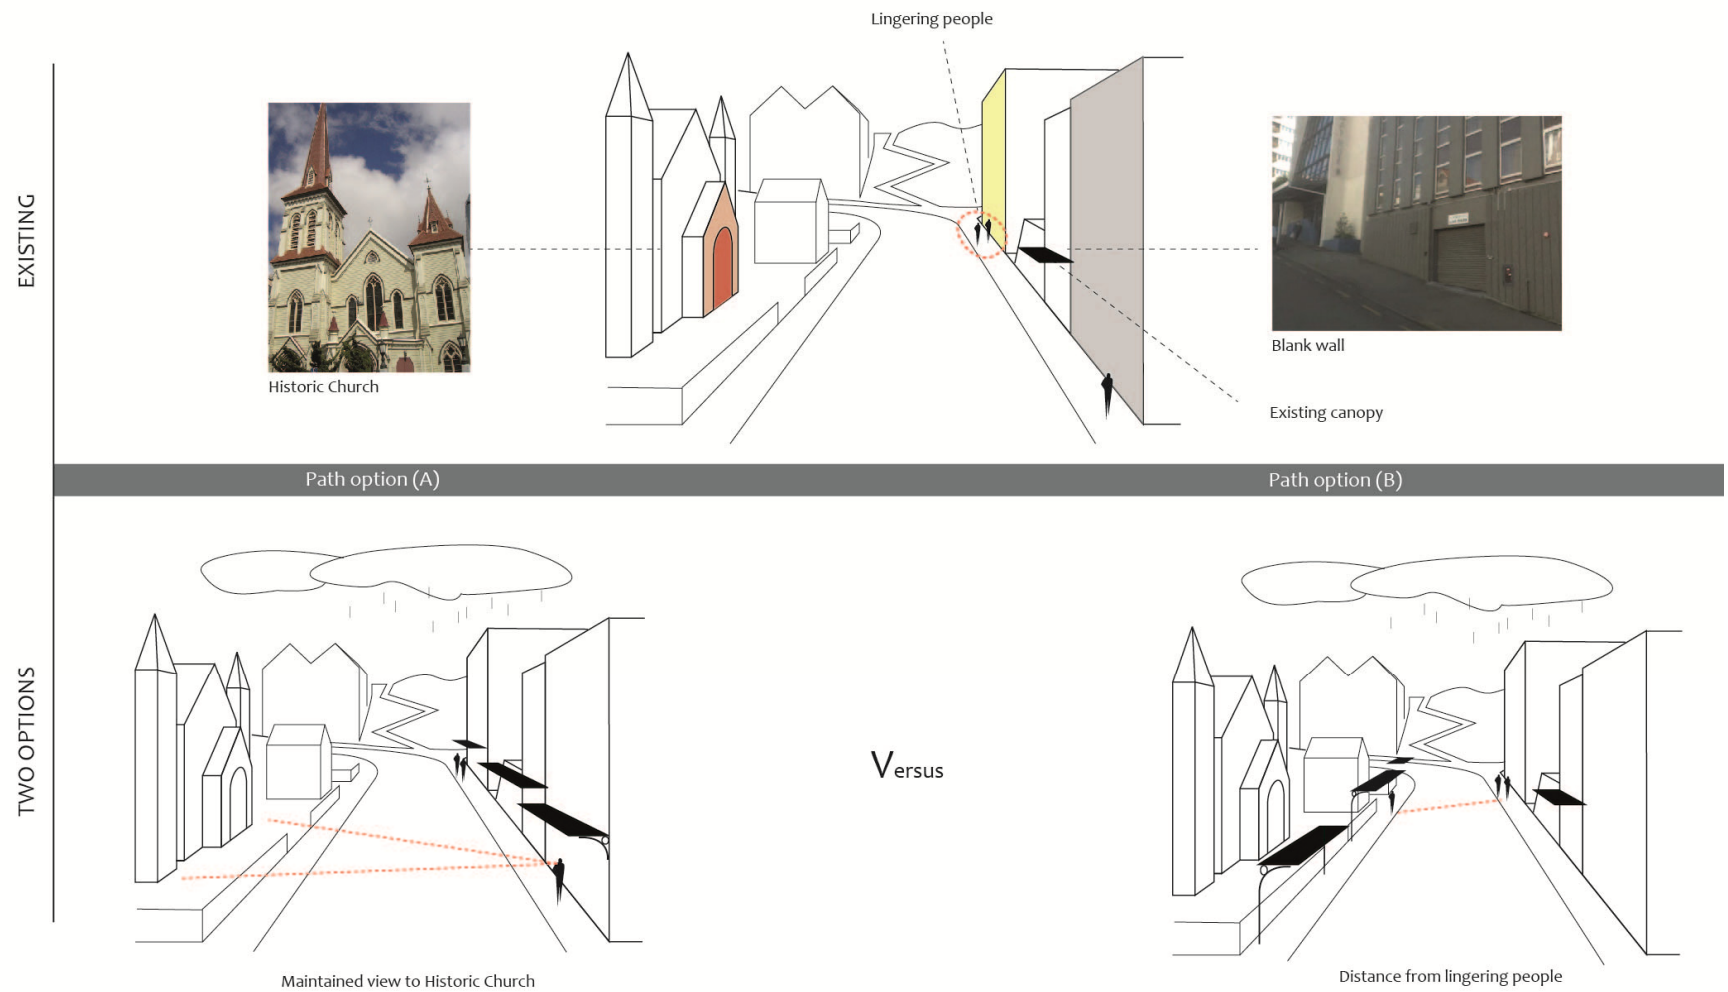 Lingering people
EXISTING
Historic Church
Blank wall
Existing canopy
Path option (A)
Path option (B)
TWO OPTIONS
Versus
Maintained view to Historic Church
Distance from lingering people